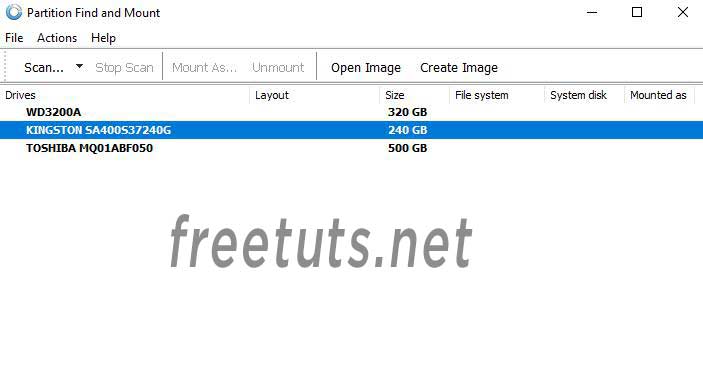 Partition Find and Mount
File Actions Help
Scan... Stop Scan Mount As... Unmount Open Image Create Image
Drives Layout Size File system System disk Mounted as
WD3200A 320 GB
KINGSTON SA400S37240G 240 GB
TOSHIBA MQ01ABF050 500 GB
freetuts.net